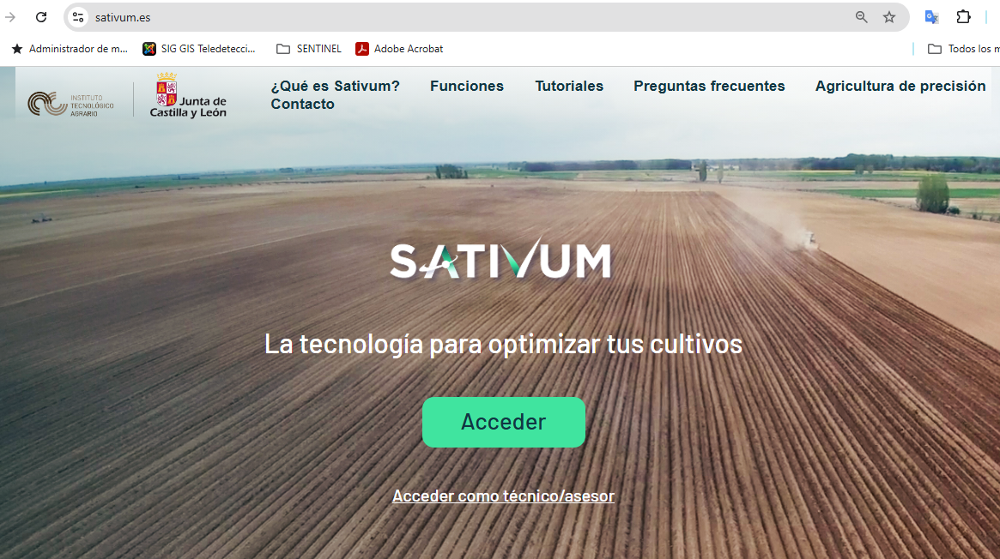 sativum.es
Administrador de m...
SIG GIS Teledetecci...
SENTINEL
Adobe Acrobat
Todos los m
INSTITUTO
TECNOLÓGICO
AGRARIO
Junta de
Castilla y León
¿Qué es Sativum?
Funciones
Tutoriales
Preguntas frecuentes
Agricultura de precisión
Contacto
SATIVUM
La tecnología para optimizar tus cultivos
Acceder
Acceder como técnico/asesor